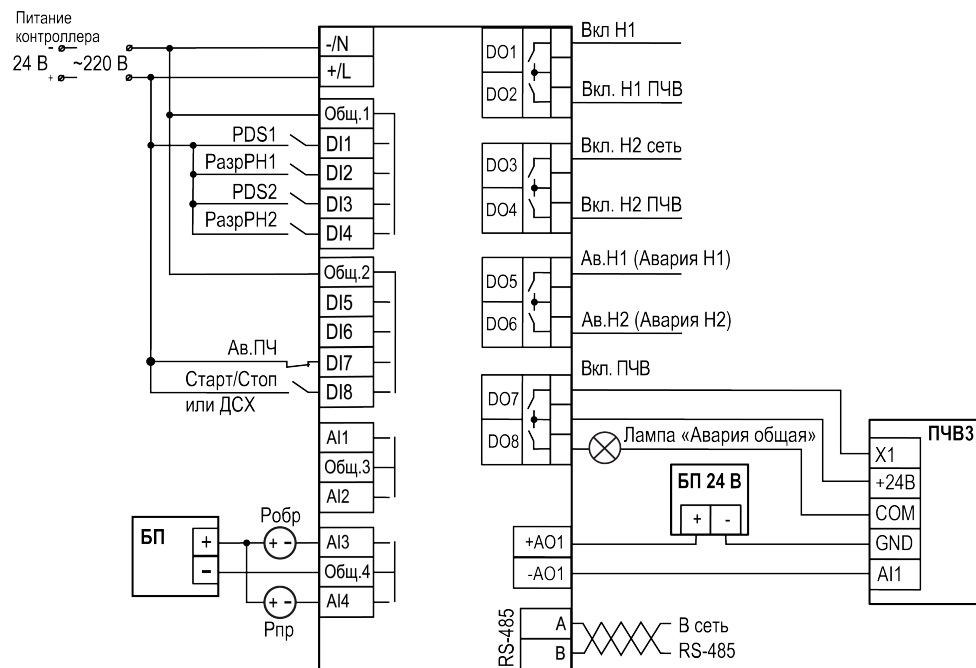 Питание
контроллера
- 24 В ~220 В
+
-/N
+/L
Общ.1
PDS1 DI1
РазрРН1 DI2
PDS2 DI3
РазрРН2 DI4
Общ.2
DI5
DI6
Ав.ПЧ DI7
Старт/Стоп DI8
или ДСХ
AI1
Общ.3
AI2
БП + -
Робр + - AI3
Общ.4
+ - AI4
Рпр
DO1 Вкл Н1
DO2 Вкл. Н1 ПЧВ
DO3 Вкл. Н2 сеть
DO4 Вкл. Н2 ПЧВ
DO5 Ав.Н1 (Авария Н1)
DO6 Ав.Н2 (Авария Н2)
DO7 Вкл. ПЧВ
DO8 Лампа «Авария общая»
БП 24 В
+ -
+AO1
-AO1
ПЧВ3
X1
+24В
COM
GND
AI1
RS-485
A
B
В сеть
RS-485